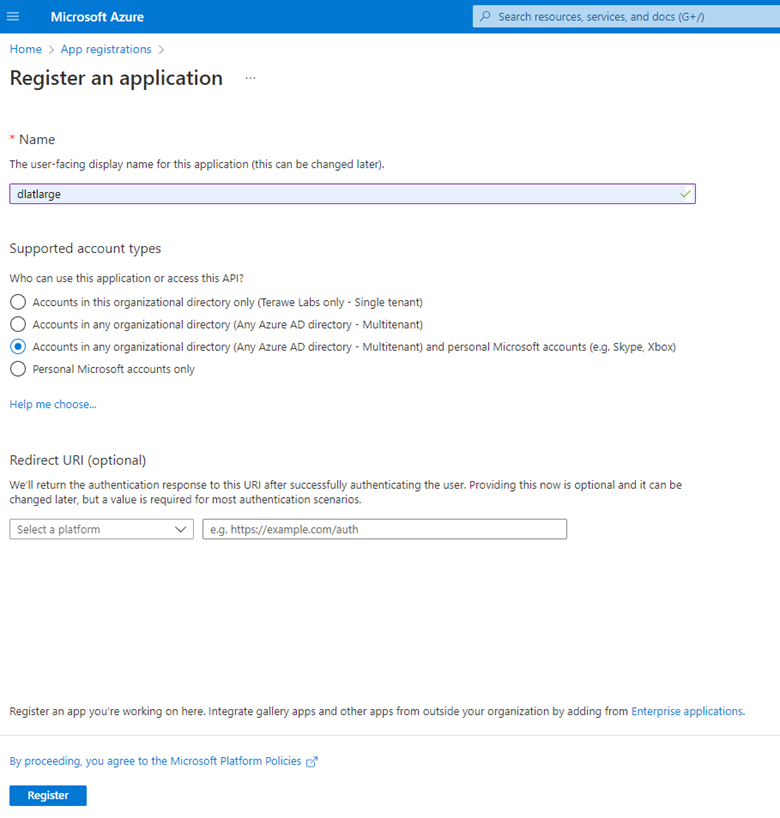 Microsoft Azure
Search resources, services, and docs (G+/)
Home > App registrations >
Register an application ...
* Name
The user-facing display name for this application (this can be changed later).
dlatlarge
Supported account types
Who can use this application or access this API?
Accounts in this organizational directory only (Terawe Labs only - Single tenant)
Accounts in any organizational directory (Any Azure AD directory - Multitenant)
Accounts in any organizational directory (Any Azure AD directory - Multitenant) and personal Microsoft accounts (e.g. Skype, Xbox)
Personal Microsoft accounts only
Help me choose...
Redirect URI (optional)
We'll return the authentication response to this URI after successfully authenticating the user. Providing this now is optional and it can be
changed later, but a value is required for most authentication scenarios.
Select a platform
e.g. https://example.com/auth
Register an app you're working on here. Integrate gallery apps and other apps from outside your organization by adding from Enterprise applications.
By proceeding, you agree to the Microsoft Platform Policies
Register